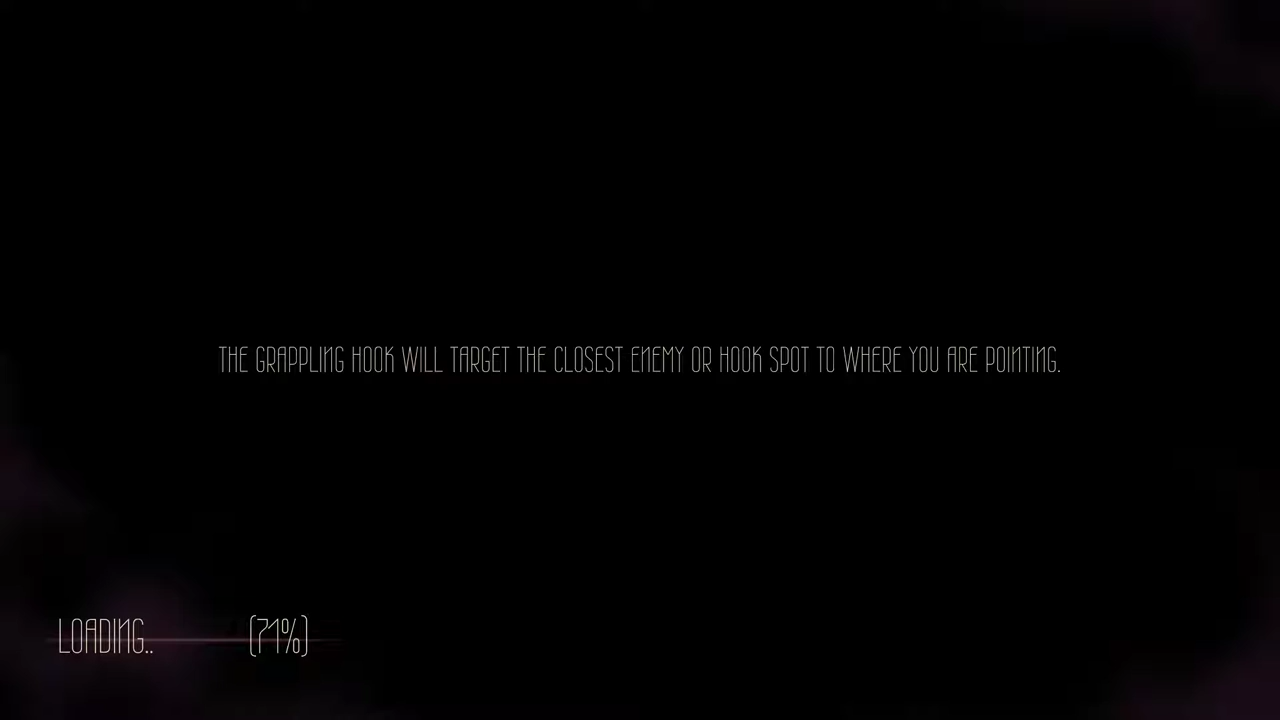 THE GRAPPLING HOOK WILL TARGET THE CLOSEST ENEMY OR HOOK SPOT TO WHERE YOU ARE POINTING.
LOADING.. (71%)